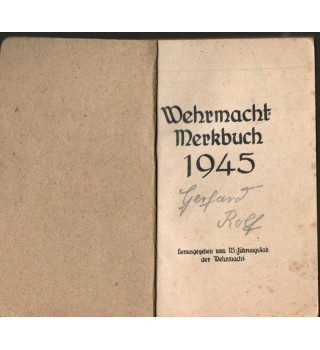 Wehrmacht
Merkbuch
1945
Gerhard
Rolf
herausgegeben vom NS-Führungsstab
der Wehrmacht